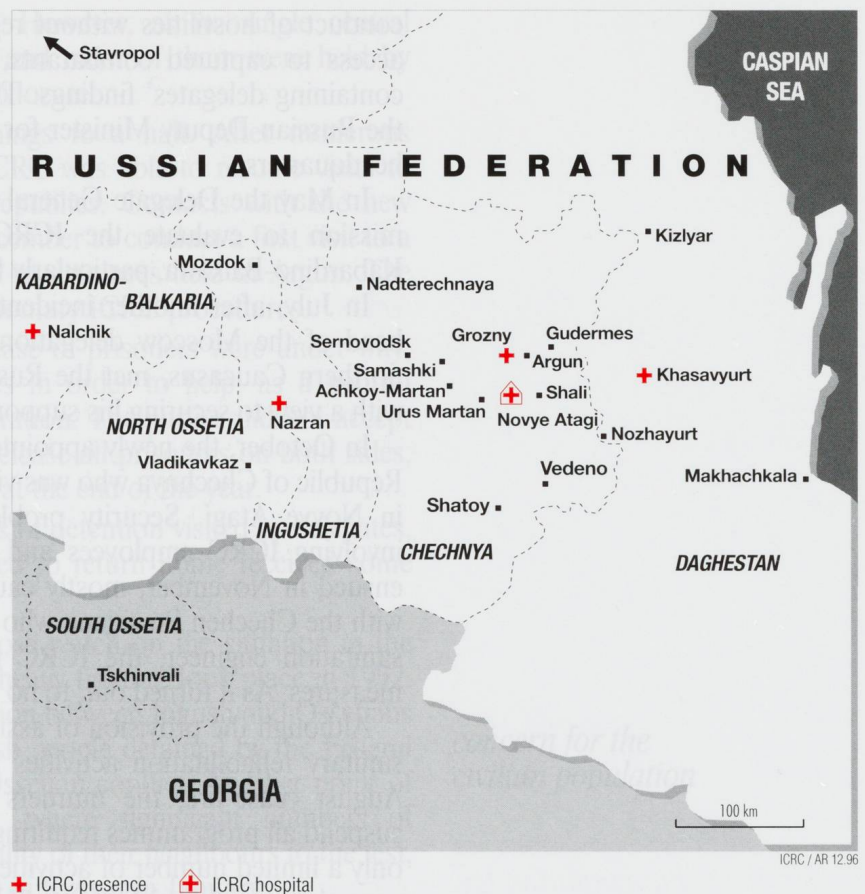 Stavropol
CASPIAN
SEA
RUSSIAN FEDERATION
Kizlyar
Mozdok
KABARDINO-
BALKARIA
Nadterechnaya
Nalchik
Sernovodsk
Grozny
Gudermes
Samashki
Argun
Khasavyurt
Achkoy-Martan
Shali
Nazran
Urus Martan
Novye Atagi
NORTH OSSETIA
Nozhayurt
Vladikavkaz
Vedeno
Makhachkala
Shatoy
INGUSHETIA
CHECHNYA
DAGHESTAN
SOUTH OSSETIA
Tskhinvali
GEORGIA
100 km
ICRC / AR 12.96
ICRC presence
ICRC hospital